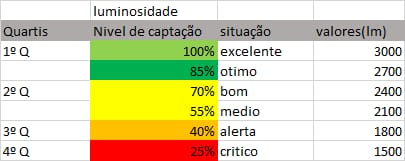 luminosidade
Quartis Nivel de captação situação valores(lm)
1º Q 100% excelente 3000
85% otimo 2700
2º Q 70% bom 2400
55% medio 2100
3º Q 40% alerta 1800
4º Q 25% critico 1500